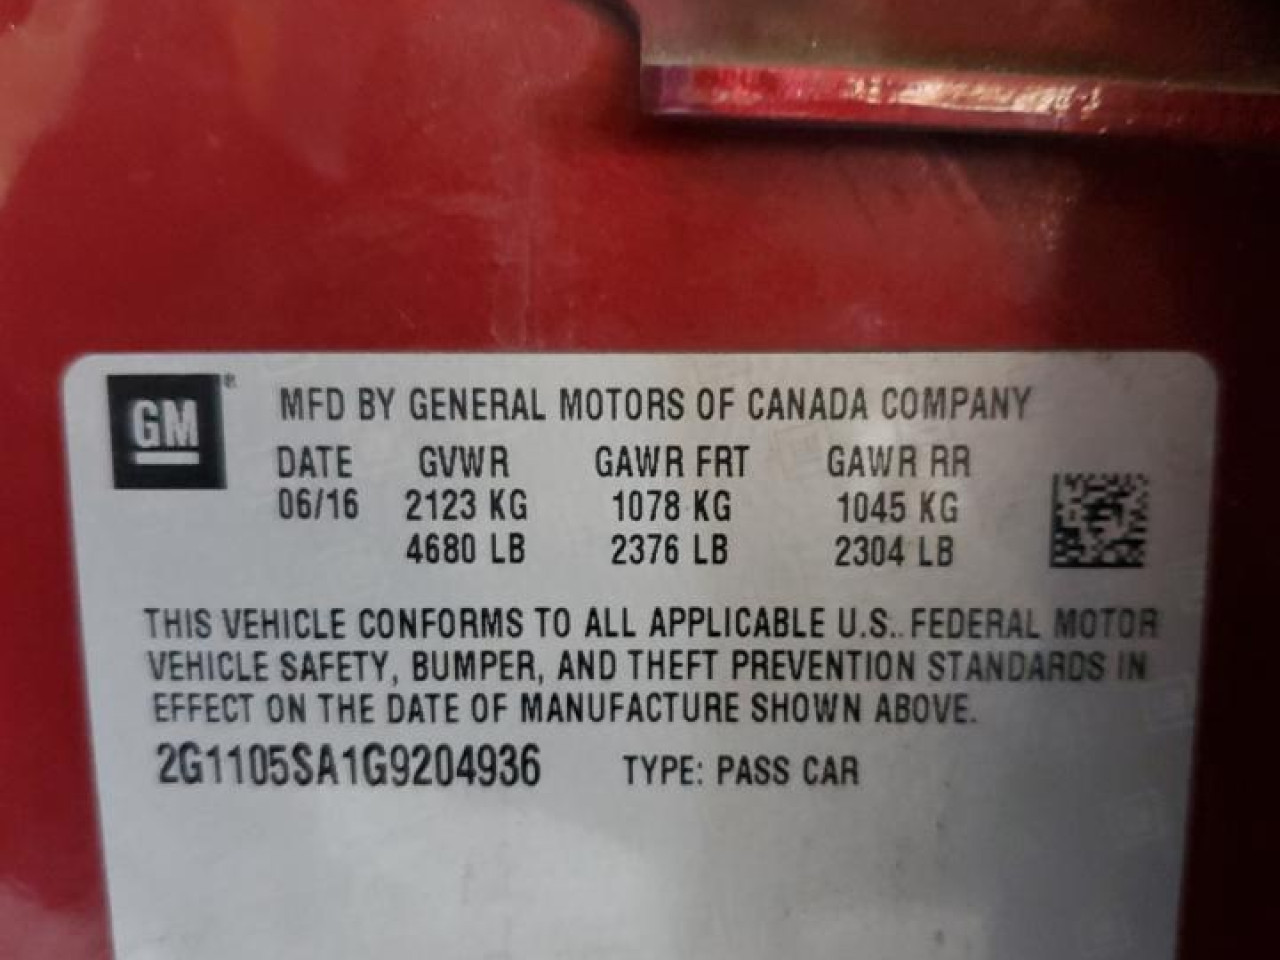 GM®
MFD BY GENERAL MOTORS OF CANADA COMPANY
DATE GVWR GAWR FRT GAWR RR
06/16 2123 KG 1078 KG 1045 KG
4680 LB 2376 LB 2304 LB
THIS VEHICLE CONFORMS TO ALL APPLICABLE U.S.. FEDERAL MOTOR
VEHICLE SAFETY, BUMPER, AND THEFT PREVENTION STANDARDS IN
EFFECT ON THE DATE OF MANUFACTURE SHOWN ABOVE.
2G1105SA1G9204936 TYPE: PASS CAR